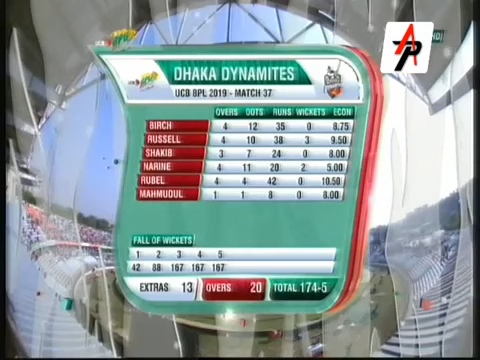 DHAKA DYNAMITES
UCB BPL 2019 - MATCH 37
OVERS DOTS RUNS WICKETS ECON
BIRCH 4 12 35 0 8.75
RUSSELL 4 10 38 3 9.50
SHAKIB 3 7 24 0 8.00
NARINE 4 11 20 2 5.00
RUBEL 4 4 42 0 10.50
MAHMUDUL 1 1 8 0 8.00
FALL OF WICKETS
1 2 3 4 5
42 88 167 167 167
EXTRAS 13 OVERS 20 TOTAL 174-5